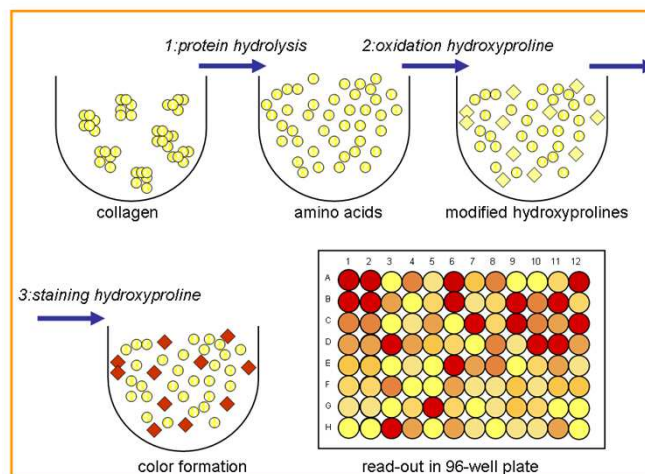 1:protein hydrolysis
2:oxidation hydroxyproline
collagen
amino acids
modified hydroxyprolines
3:staining hydroxyproline
color formation
1 2 3 4 5 6 7 8 9 10 11 12
A
B
C
D
E
F
G
H
read-out in 96-well plate